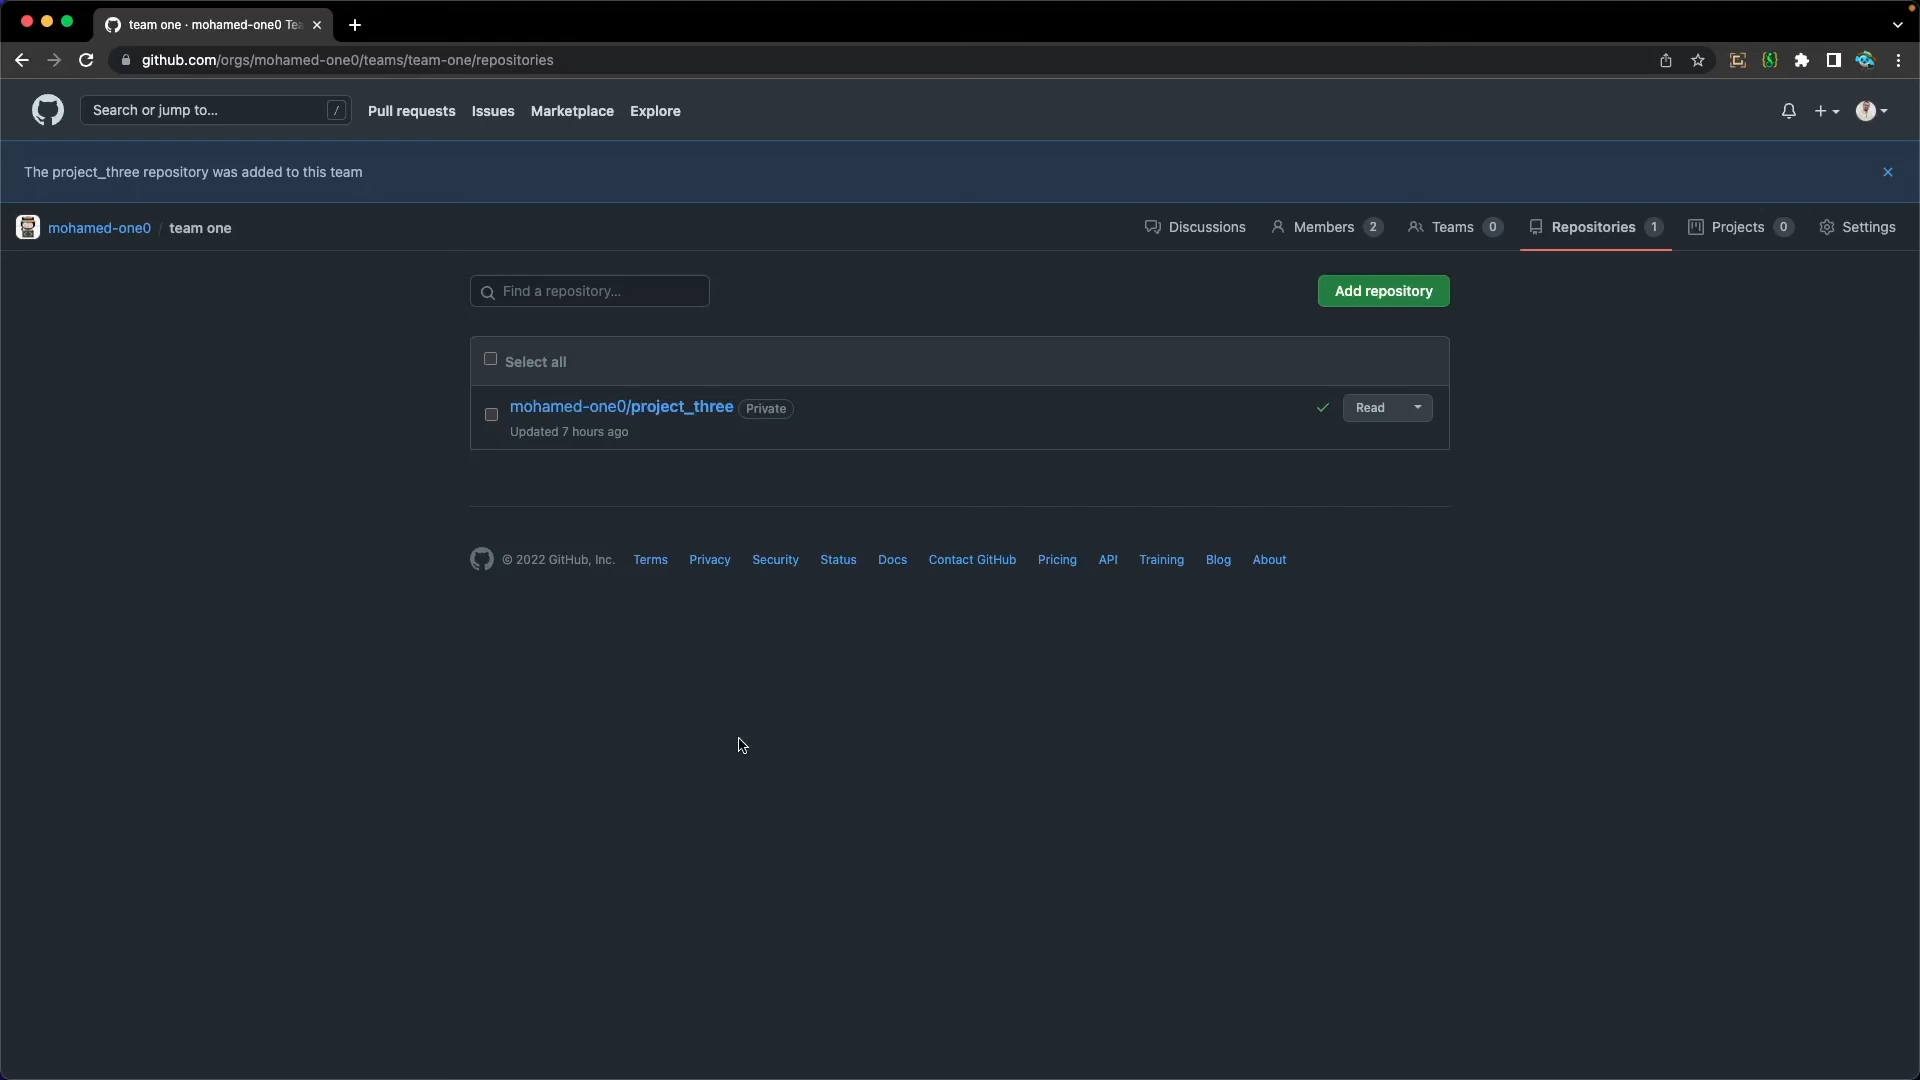 team one · mohamed-one0 Tea
github.com/orgs/mohamed-one0/teams/team-one/repositories
Search or jump to... / Pull requests Issues Marketplace Explore
The project_three repository was added to this team
mohamed-one0 / team one Discussions Members 2 Teams 0 Repositories 1 Projects 0 Settings
Find a repository... Add repository
Select all
mohamed-one0/project_three Private Read
Updated 7 hours ago
© 2022 GitHub, Inc. Terms Privacy Security Status Docs Contact GitHub Pricing API Training Blog About